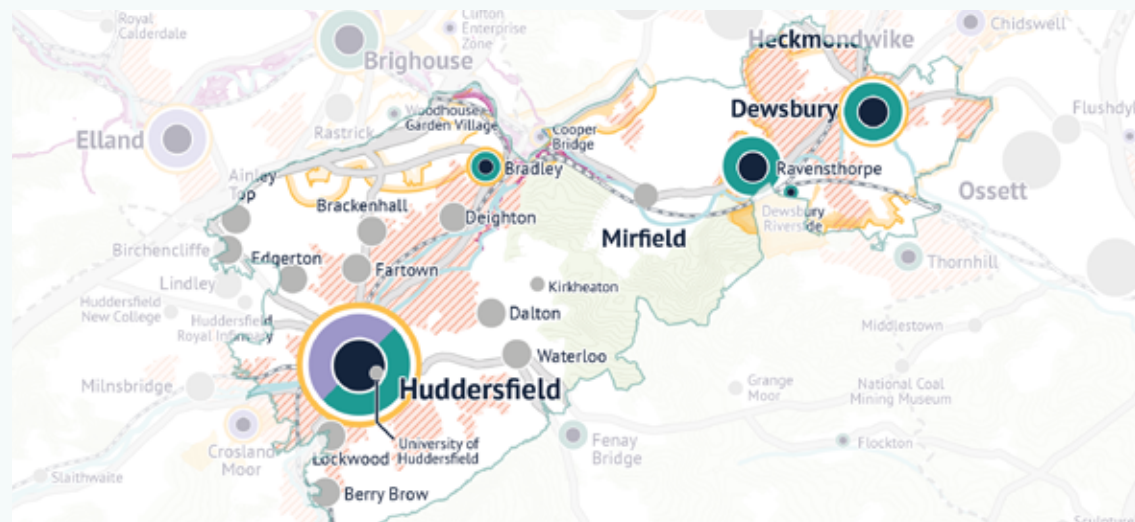 Royal
Calderdale
Clifton
Enterprise
Zone
Chidswell
Heckmondwike
Brighouse
Dewsbury
Woodhouse
Garden Village
Flushdyke
Elland
Rastrick
Cooper
Bridge
Ainley
Top
Bradley
Ravensthorpe
Ossett
Brackenhall
Deighton
Dewsbury
Riverside
Birchencliffe
Edgerton
Mirfield
Thornhill
Lindley
Fartown
Kirkheaton
Huddersfield
New College
Huddersfield
Royal Infirmary
Dalton
Middlestown
Waterloo
Milnsbridge
Huddersfield
Grange
Moor
National Coal
Mining Museum
University of
Huddersfield
Fenay
Bridge
Flockton
Crosland
Moor
Lockwood
Slaithwaite
Berry Brow